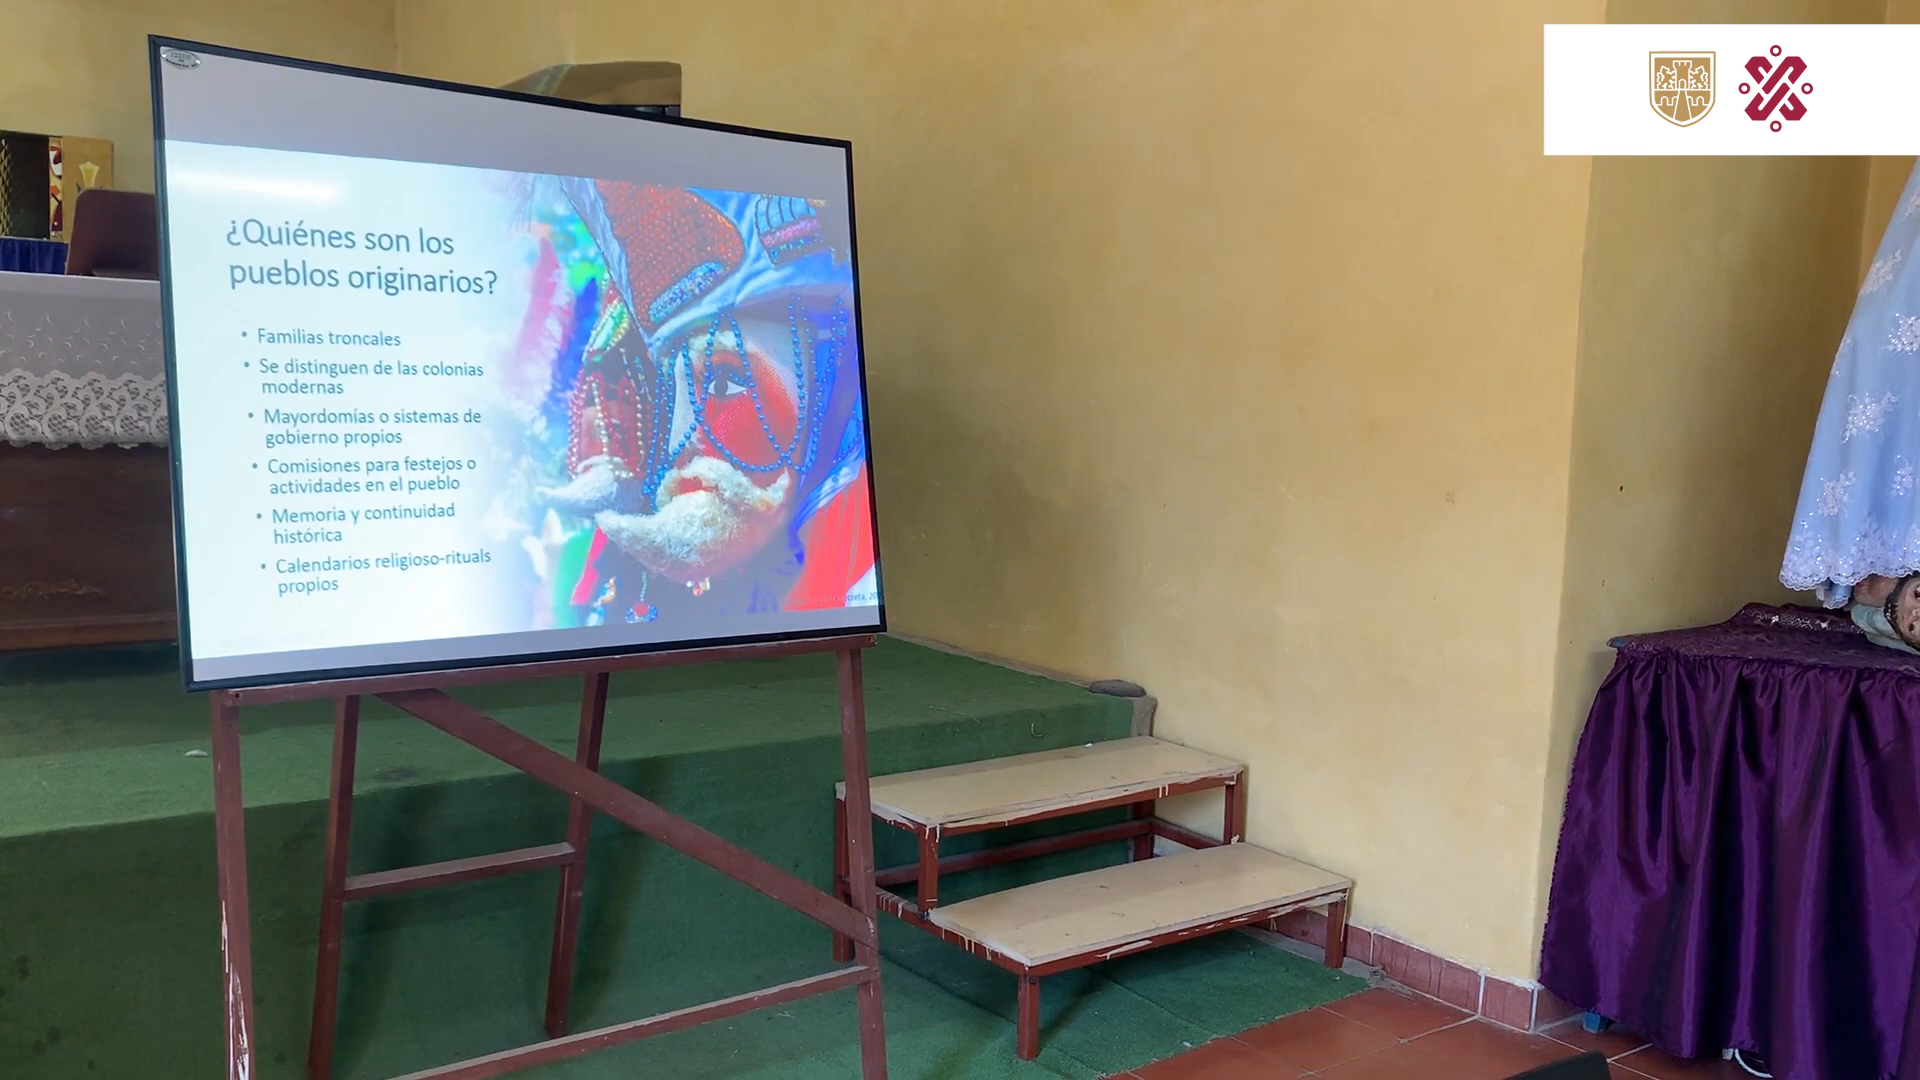 ¿Quiénes son los
pueblos originarios?
• Familias troncales
• Se distinguen de las colonias
modernas
• Mayordomías o sistemas de
gobierno propios
• Comisiones para festejos o
actividades en el pueblo
• Memoria y continuidad
histórica
• Calendarios religioso-rituals
propios